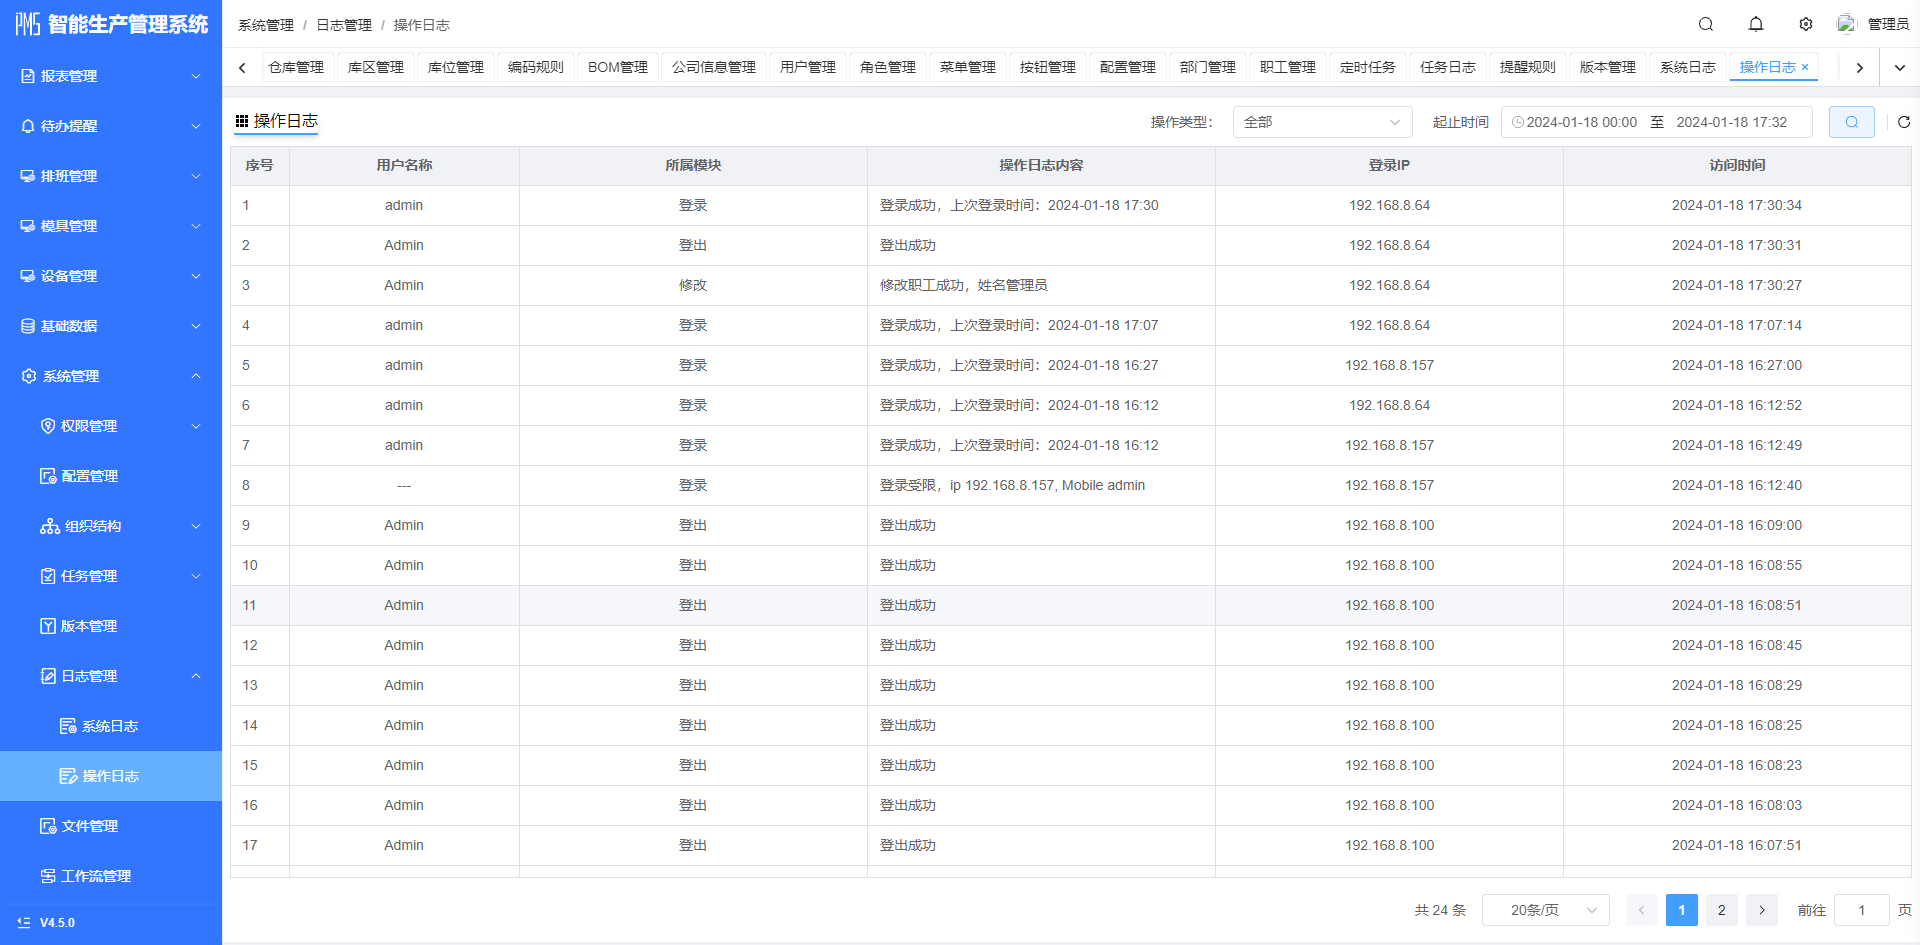 PMS 智能生产管理系统
报表管理
待办提醒
排班管理
模具管理
设备管理
基础数据
系统管理
权限管理
配置管理
组织结构
任务管理
版本管理
日志管理
系统日志
操作日志
文件管理
工作流管理
V4.5.0
系统管理 / 日志管理 / 操作日志
管理员
仓库管理 库区管理 库位管理 编码规则 BOM管理 公司信息管理 用户管理 角色管理 菜单管理 按钮管理 配置管理 部门管理 职工管理 定时任务 任务日志 提醒规则 版本管理 系统日志 操作日志 ×
操作日志
操作类型: 全部 起止时间 2024-01-18 00:00 至 2024-01-18 17:32
序号 用户名称 所属模块 操作日志内容 登录IP 访问时间
1 admin 登录 登录成功，上次登录时间：2024-01-18 17:30 192.168.8.64 2024-01-18 17:30:34
2 Admin 登出 登出成功 192.168.8.64 2024-01-18 17:30:31
3 Admin 修改 修改职工成功，姓名管理员 192.168.8.64 2024-01-18 17:30:27
4 admin 登录 登录成功，上次登录时间：2024-01-18 17:07 192.168.8.64 2024-01-18 17:07:14
5 admin 登录 登录成功，上次登录时间：2024-01-18 16:27 192.168.8.157 2024-01-18 16:27:00
6 admin 登录 登录成功，上次登录时间：2024-01-18 16:12 192.168.8.64 2024-01-18 16:12:52
7 admin 登录 登录成功，上次登录时间：2024-01-18 16:12 192.168.8.157 2024-01-18 16:12:49
8 --- 登录 登录受限，ip 192.168.8.157, Mobile admin 192.168.8.157 2024-01-18 16:12:40
9 Admin 登出 登出成功 192.168.8.100 2024-01-18 16:09:00
10 Admin 登出 登出成功 192.168.8.100 2024-01-18 16:08:55
11 Admin 登出 登出成功 192.168.8.100 2024-01-18 16:08:51
12 Admin 登出 登出成功 192.168.8.100 2024-01-18 16:08:45
13 Admin 登出 登出成功 192.168.8.100 2024-01-18 16:08:29
14 Admin 登出 登出成功 192.168.8.100 2024-01-18 16:08:25
15 Admin 登出 登出成功 192.168.8.100 2024-01-18 16:08:23
16 Admin 登出 登出成功 192.168.8.100 2024-01-18 16:08:03
17 Admin 登出 登出成功 192.168.8.100 2024-01-18 16:07:51
共 24 条 20条/页 1 2 前往 1 页